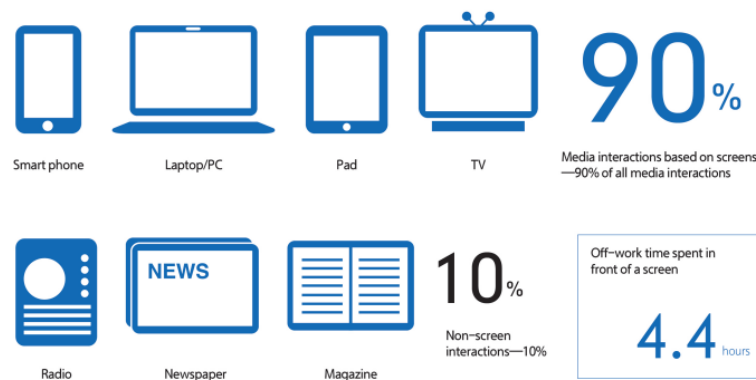 90%
Smart phone
Laptop/PC
Pad
TV
Media interactions based on screens
—90% of all media interactions
NEWS
10%
Non-screen
interactions—10%
Off-work time spent in
front of a screen
4.4 hours
Radio
Newspaper
Magazine